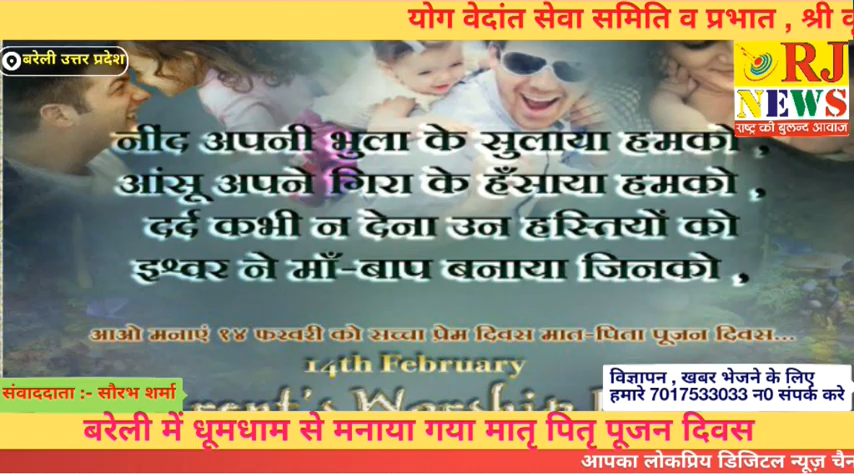 योग वेदांत सेवा समिति व प्रभात , श्री
बरेली उत्तर प्रदेश
RJ
NEWS
राष्ट्र की बुलन्द आवाज
नींद अपनी भुला के सुलाया हमको ,
आंसू अपने गिरा के हँसाया हमको ,
दर्द कभी न देना उन हस्तियों को
इश्वर ने माँ-बाप बनाया जिनको ,
आओ मनाएं १४ फरवरी को सच्चा प्रेम दिवस मात-पिता पूजन दिवस...
14th February
Worship
संवाददाता :- सौरभ शर्मा
विज्ञापन , खबर भेजने के लिए
हमारे 7017533033 न0 संपर्क करे
बरेली में धूमधाम से मनाया गया मातृ पितृ पूजन दिवस
आपका लोकप्रिय डिजिटल न्यूज़